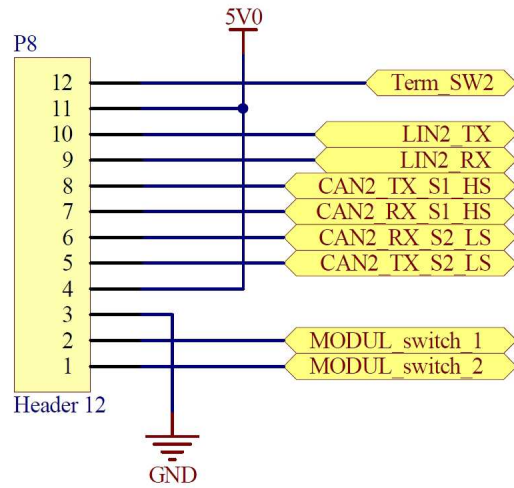 5V0
P8
12 Term_SW2
11
10 LIN2_TX
9 LIN2_RX
8 CAN2_TX_S1_HS
7 CAN2_RX_S1_HS
6 CAN2_RX_S2_LS
5 CAN2_TX_S2_LS
4
3
2 MODUL_switch_1
1 MODUL_switch_2
Header 12
GND